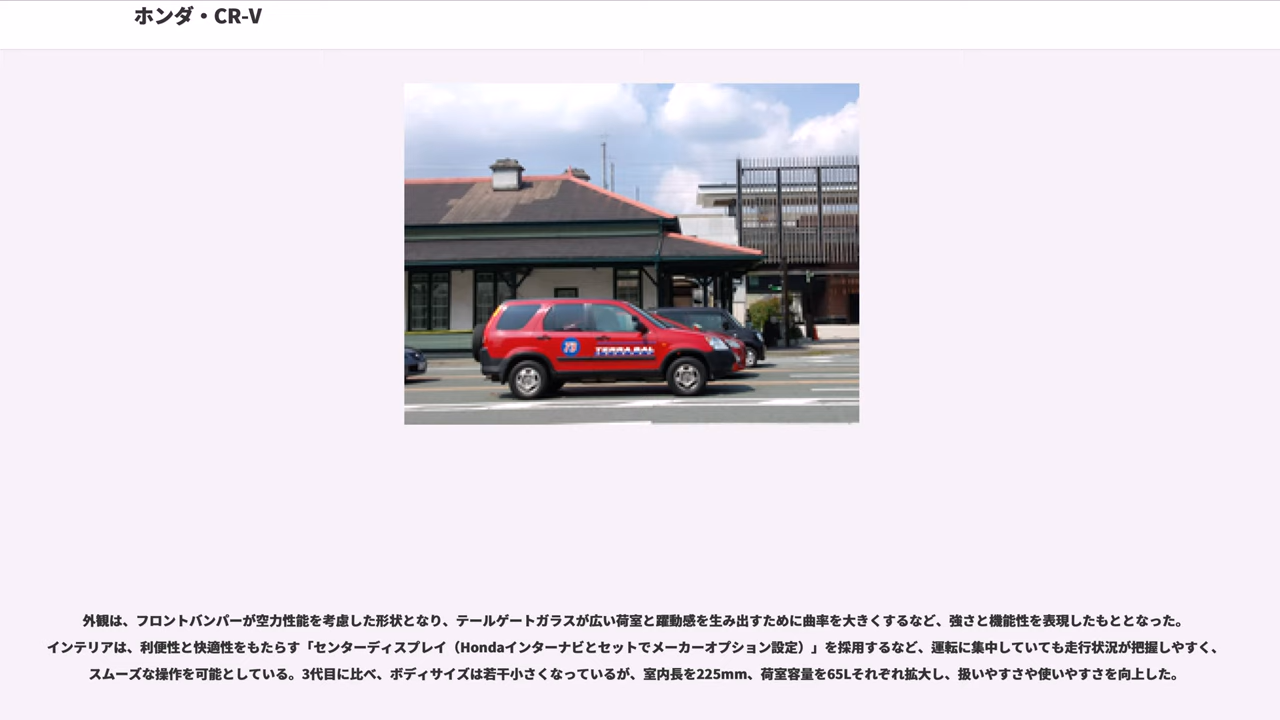 ホンダ・CR-V
TERRA RAL
外観は、フロントバンパーが空力性能を考慮した形状となり、テールゲートガラスが広い荷室と躍動感を生み出すために曲率を大きくするなど、強さと機能性を表現したもととなった。
インテリアは、利便性と快適性をもたらす「センターディスプレイ（Hondaインターナビとセットでメーカーオプション設定）」を採用するなど、運転に集中していても走行状況が把握しやすく、
スムーズな操作を可能としている。3代目に比べ、ボディサイズは若干小さくなっているが、室内長を225mm、荷室容量を65Lそれぞれ拡大し、扱いやすさや使いやすさを向上した。